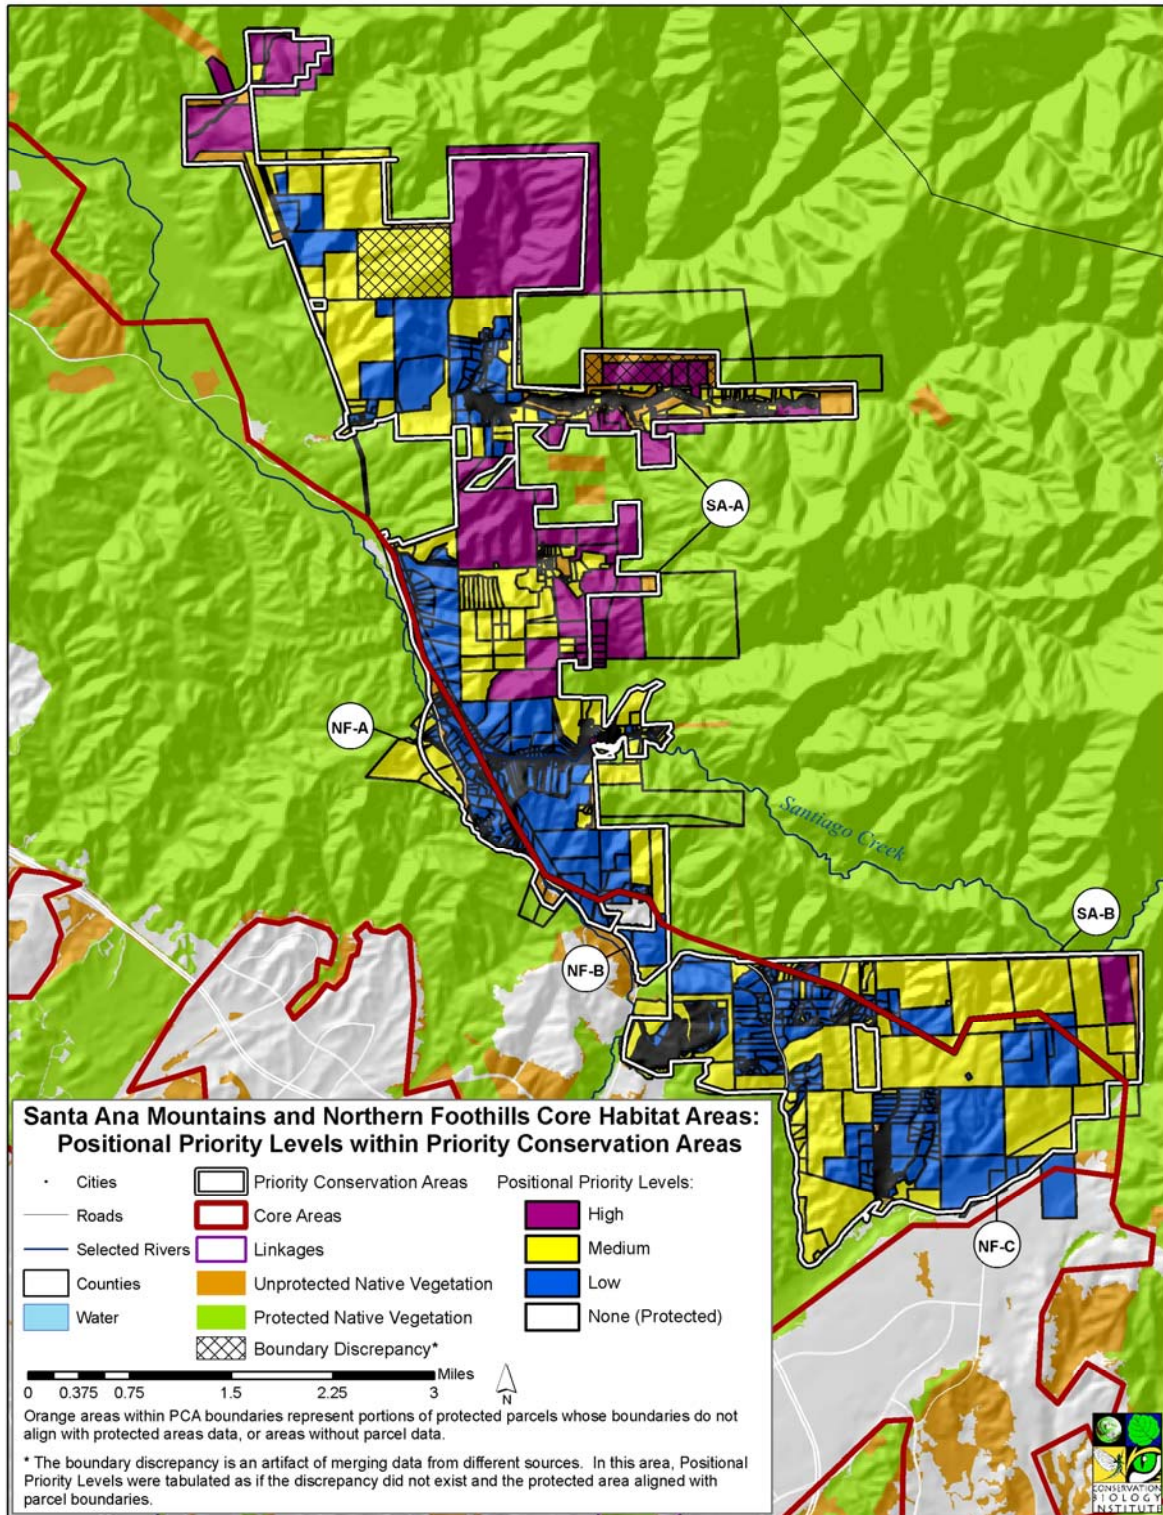 SA-A
NF-A
Santiago Creek
SA-B
NF-B
NF-C
Santa Ana Mountains and Northern Foothills Core Habitat Areas:
Positional Priority Levels within Priority Conservation Areas
Cities
Roads
Selected Rivers
Counties
Water
Priority Conservation Areas
Core Areas
Linkages
Unprotected Native Vegetation
Protected Native Vegetation
Boundary Discrepancy*
Positional Priority Levels:
High
Medium
Low
None (Protected)
Miles
0 0.375 0.75 1.5 2.25 3
N
Orange areas within PCA boundaries represent portions of protected parcels whose boundaries do not
align with protected areas data, or areas without parcel data.
* The boundary discrepancy is an artifact of merging data from different sources. In this area, Positional
Priority Levels were tabulated as if the discrepancy did not exist and the protected area aligned with
parcel boundaries.
CONSERVATION
BIOLOGY
INSTITUTE